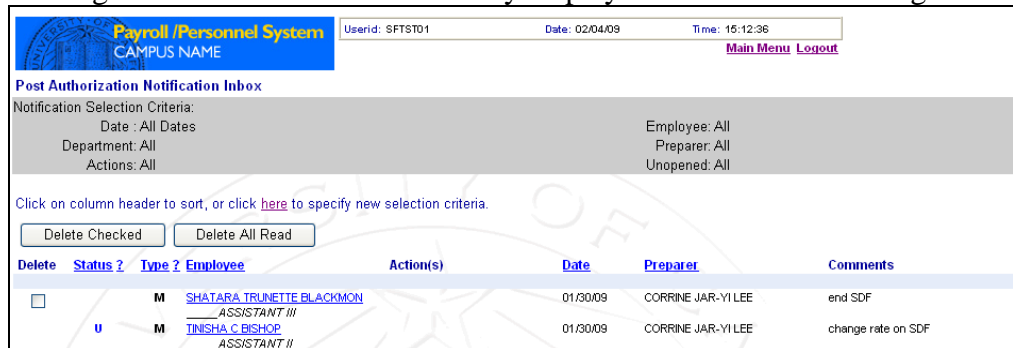 Payroll /Personnel System
CAMPUS NAME
Userid: SFTST01 Date: 02/04/09 Time: 15:12:36
Main Menu Logout
Post Authorization Notification Inbox
Notification Selection Criteria:
Date : All Dates Employee: All
Department: All Preparer: All
Actions: All Unopened: All
Click on column header to sort, or click here to specify new selection criteria.
Delete Checked Delete All Read
Delete Status ? Type ? Employee Action(s) Date Preparer Comments
M SHATARA TRUNETTE BLACKMON 01/30/09 CORRINE JAR-YI LEE end SDF
____ASSISTANT III
U M TINISHA C BISHOP 01/30/09 CORRINE JAR-YI LEE change rate on SDF
ASSISTANT II